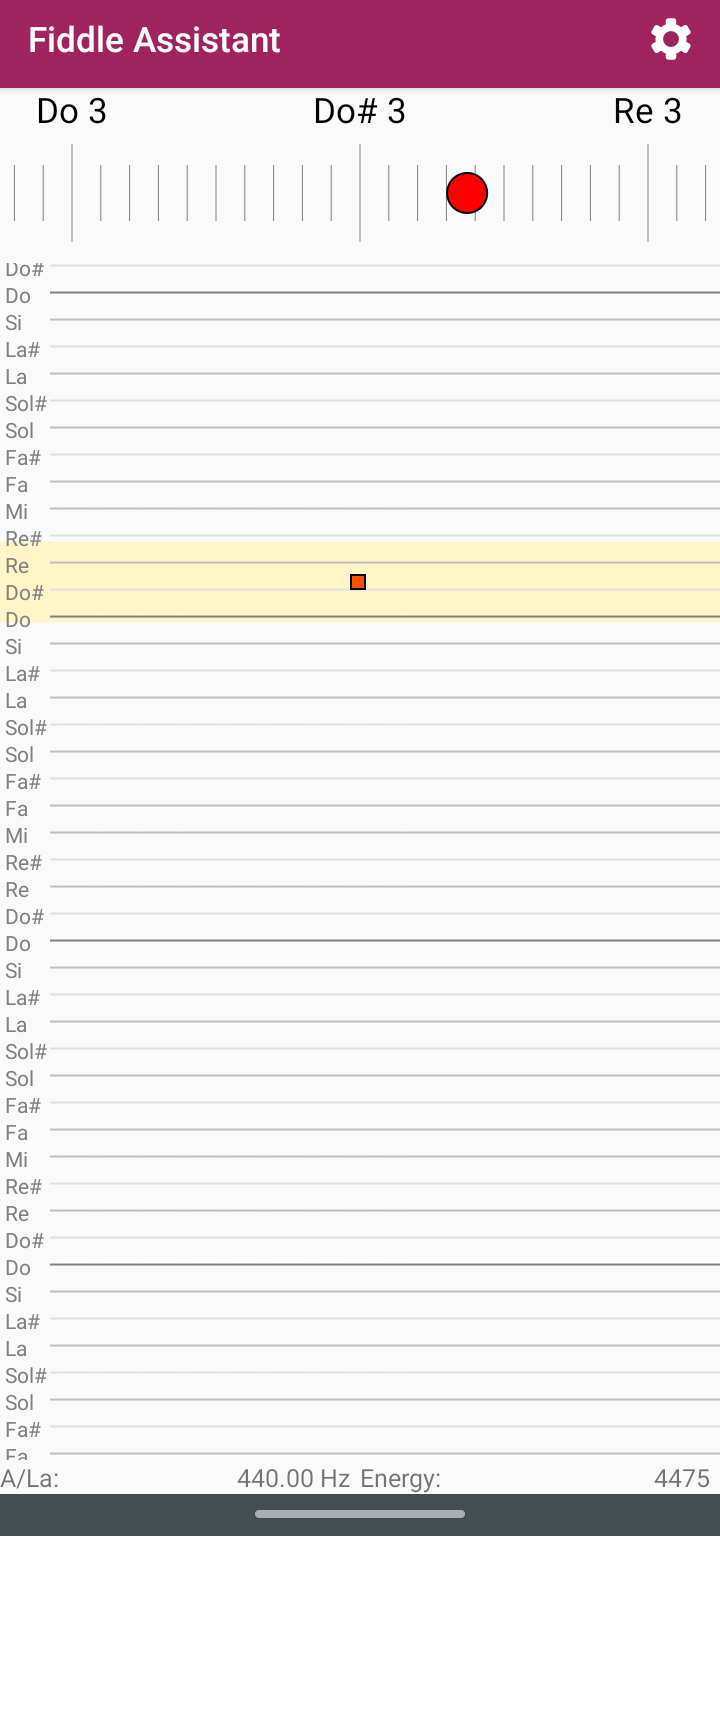 Fiddle Assistant
Do 3 Do# 3 Re 3
Do#
Do
Si
La#
La
Sol#
Sol
Fa#
Fa
Mi
Re#
Re
Do#
Do
Si
La#
La
Sol#
Sol
Fa#
Fa
Mi
Re#
Re
Do#
Do
Si
La#
La
Sol#
Sol
Fa#
Fa
Mi
Re#
Re
Do#
Do
Si
La#
La
Sol#
Sol
Fa#
Fa
A/La: 440.00 Hz Energy: 4475